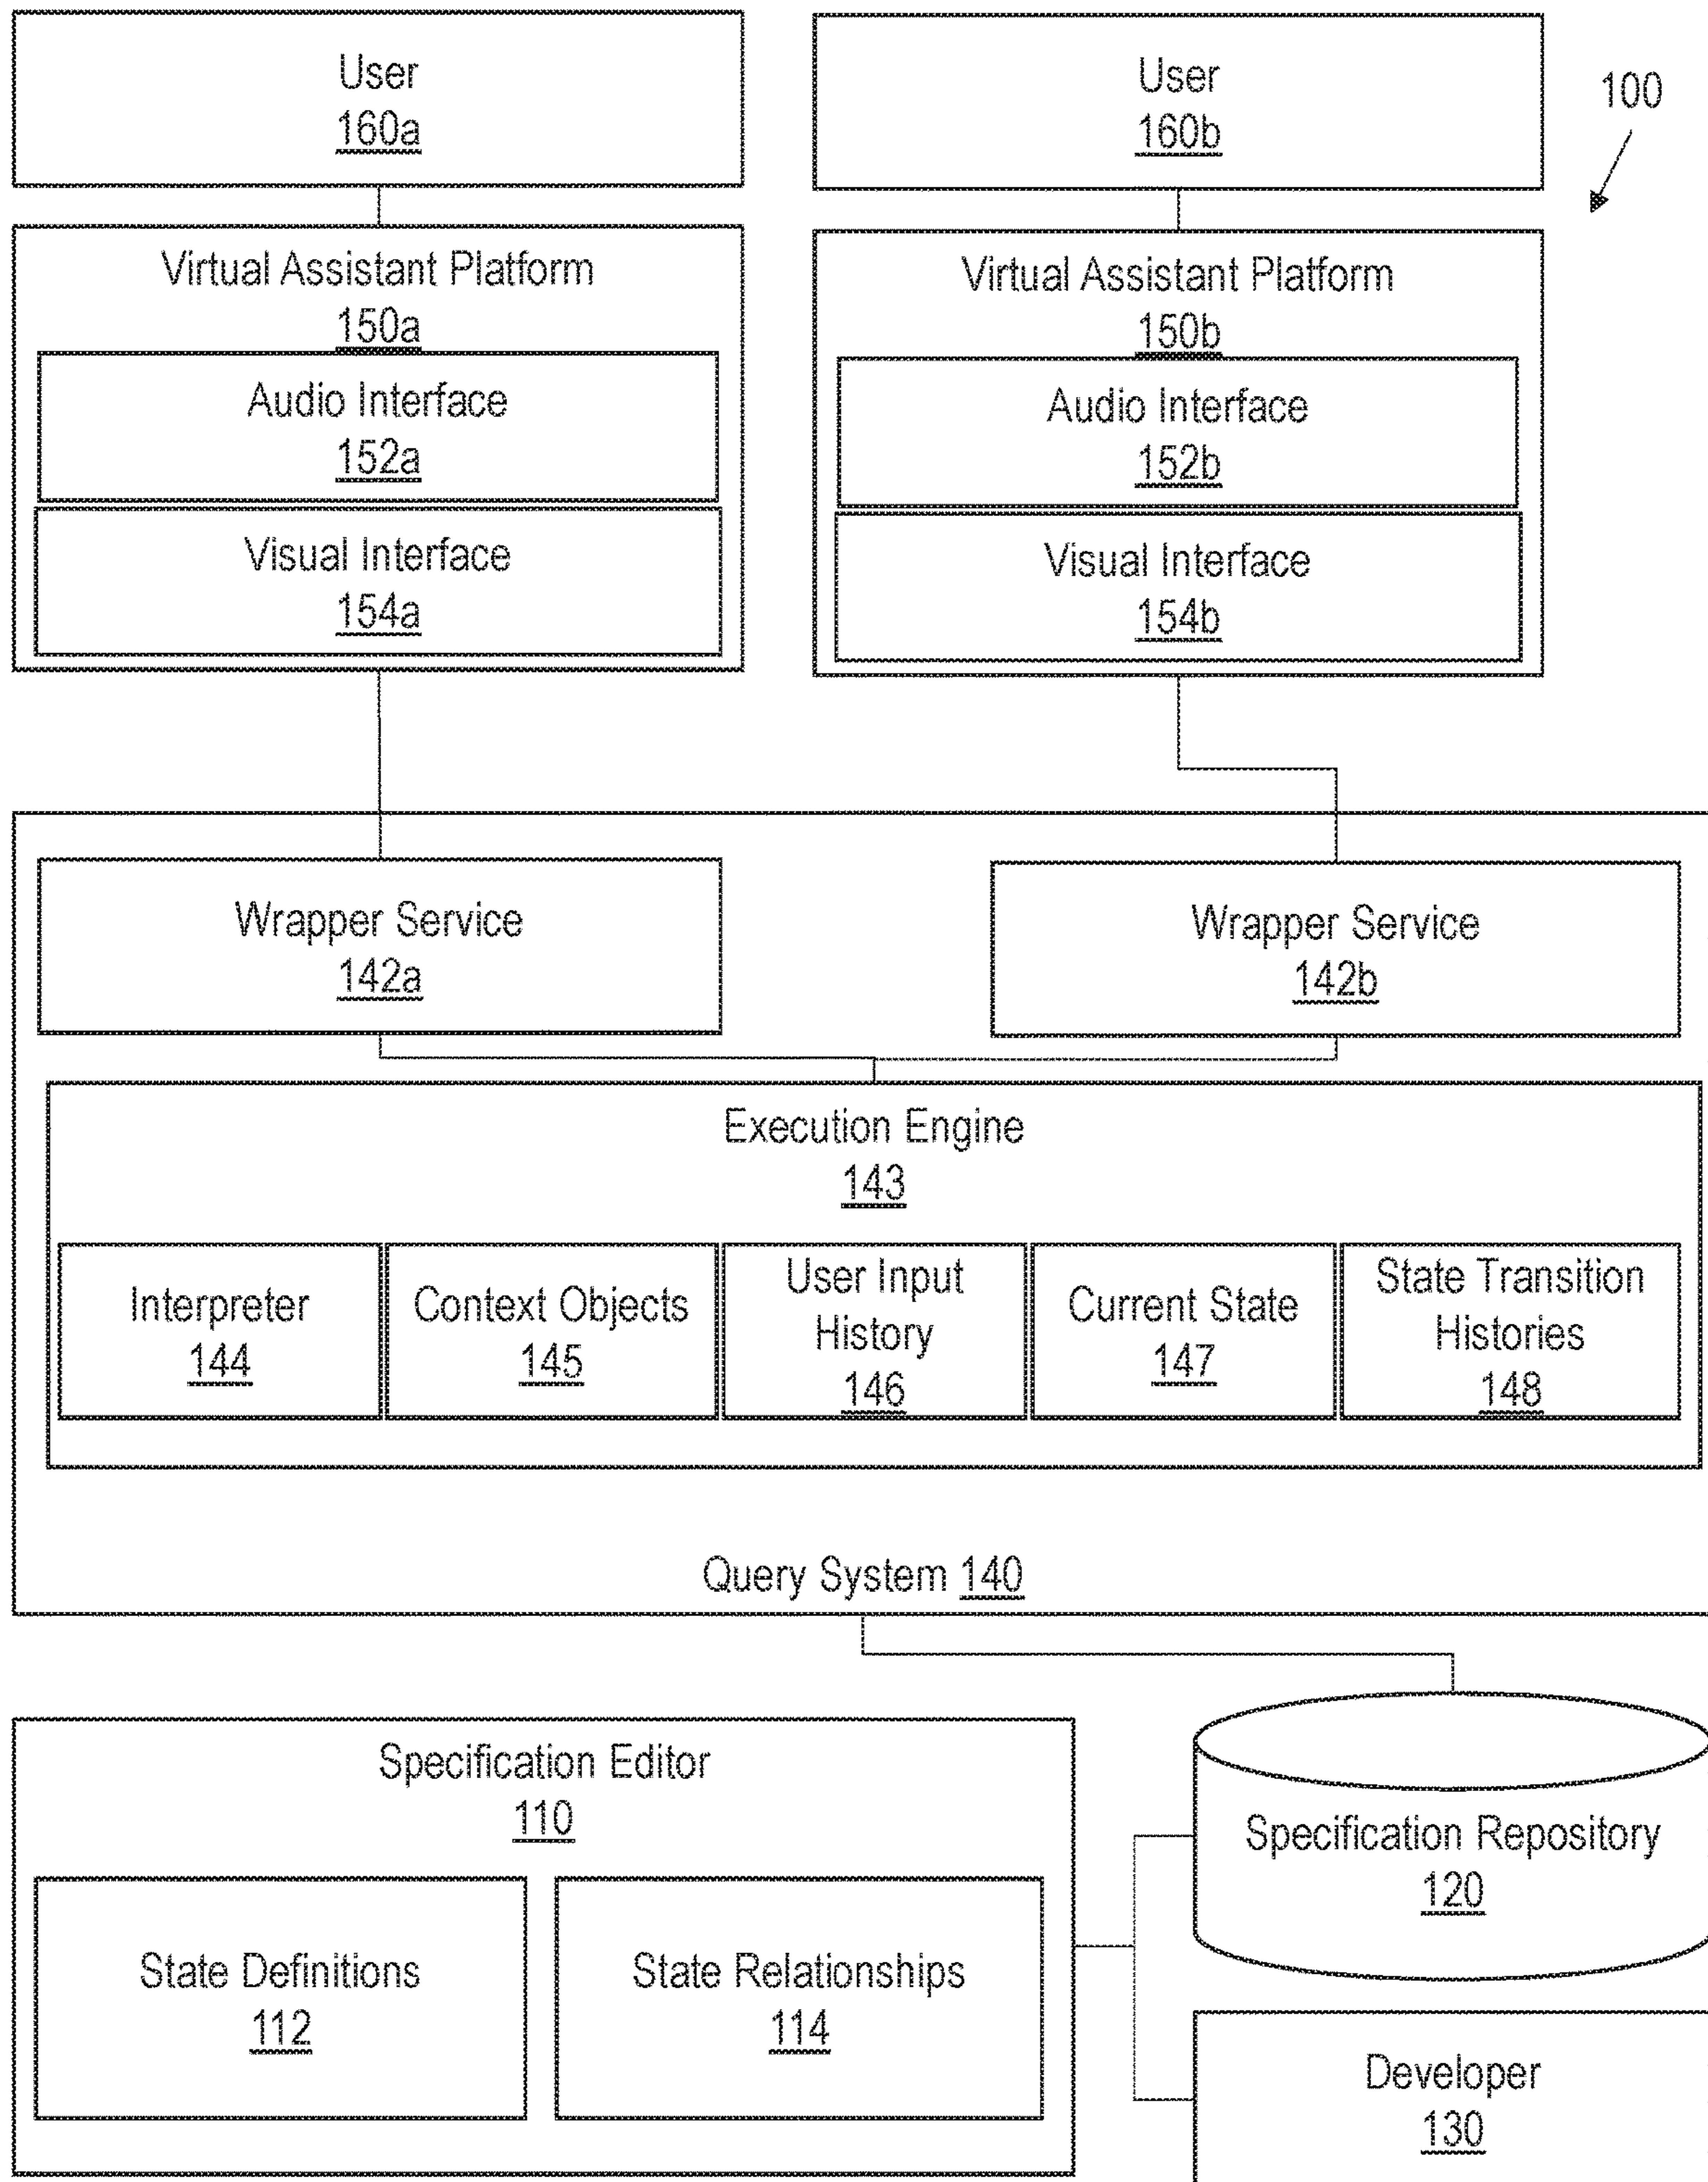 User
160a
User
160b
100
Virtual Assistant Platform
150a
Audio Interface
152a
Visual Interface
154a
Virtual Assistant Platform
150b
Audio Interface
152b
Visual Interface
154b
Wrapper Service
142a
Wrapper Service
142b
Execution Engine
143
Interpreter
144
Context Objects
145
User Input
History
146
Current State
147
State Transition
Histories
148
Query System 140
Specification Editor
110
State Definitions
112
State Relationships
114
Specification Repository
120
Developer
130